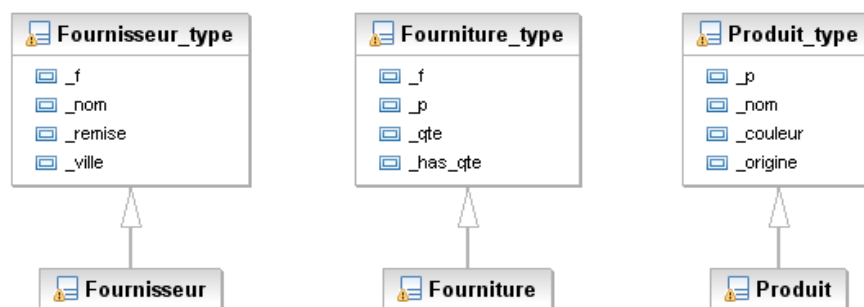 Fournisseur_type
_f
_nom
_remise
_ville
Fourniture_type
_f
_p
_qte
_has_qte
Produit_type
_p
_nom
_couleur
_origine
Fournisseur
Fourniture
Produit